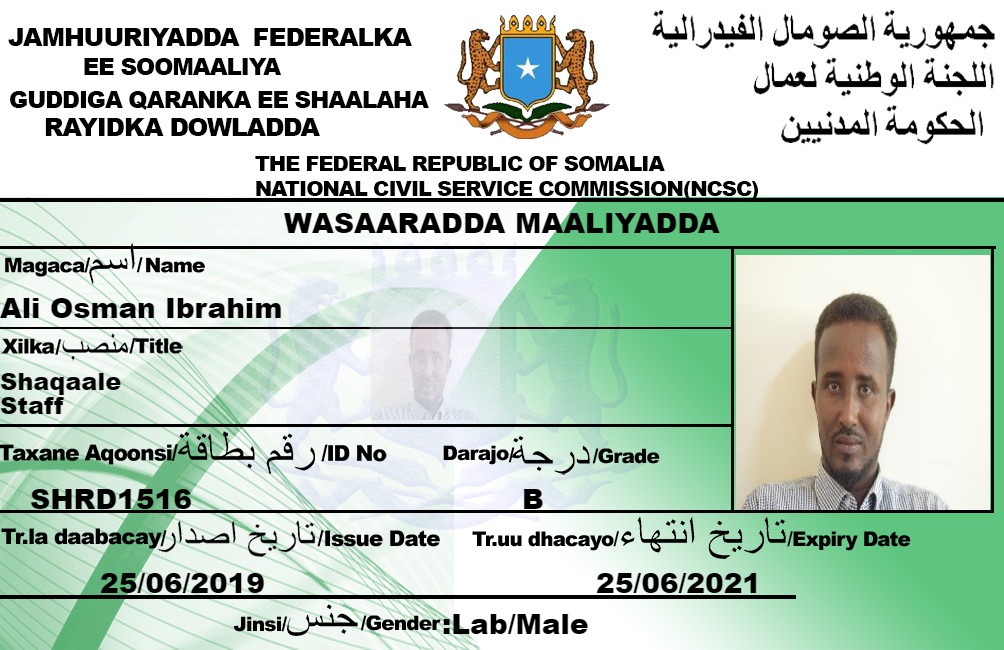 JAMHUURIYADDA FEDERALKA
EE SOOMAALIYA
GUDDIGA QARANKA EE SHAALAHA
RAYIDKA DOWLADDA
جمهورية الصومال الفيدرالية
اللجنة الوطنية لعمال
الحكومة المدنيين
THE FEDERAL REPUBLIC OF SOMALIA
NATIONAL CIVIL SERVICE COMMISSION(NCSC)
WASAARADDA MAALIYADDA
Magaca/اسم/Name
Ali Osman Ibrahim
Xilka/منصب/Title
Shaqaale
Staff
Taxane Aqoonsi/رقم بطاقة/ID No
SHRD1516
Darajo/درجة/Grade
B
Tr.la daabacay/تاريخ اصدار/Issue Date
25/06/2019
Tr.uu dhacayo/تاريخ انتهاء/Expiry Date
25/06/2021
Jinsi/جنس/Gender:Lab/Male